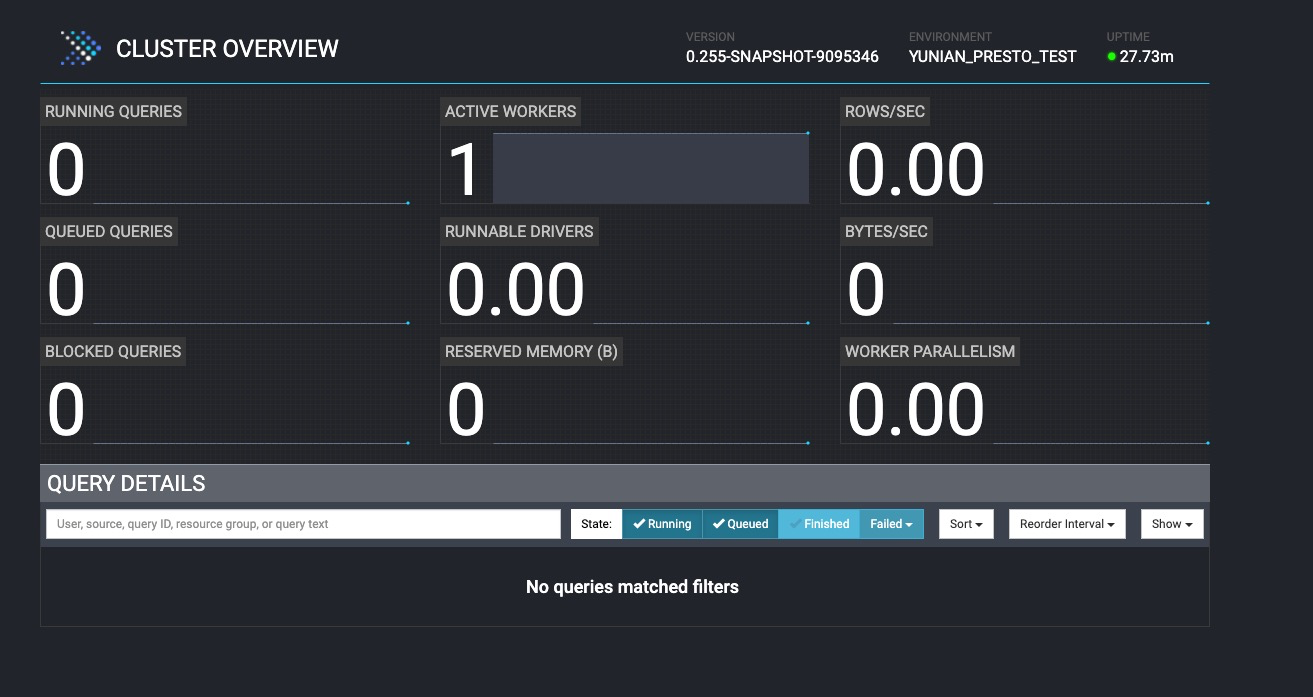 CLUSTER OVERVIEW
VERSION
0.255-SNAPSHOT-9095346
ENVIRONMENT
YUNIAN_PRESTO_TEST
UPTIME
27.73m
RUNNING QUERIES
0
ACTIVE WORKERS
1
ROWS/SEC
0.00
QUEUED QUERIES
0
RUNNABLE DRIVERS
0.00
BYTES/SEC
0
BLOCKED QUERIES
0
RESERVED MEMORY (B)
0
WORKER PARALLELISM
0.00
QUERY DETAILS
User, source, query ID, resource group, or query text
State: Running Queued Finished Failed Sort Reorder Interval Show
No queries matched filters